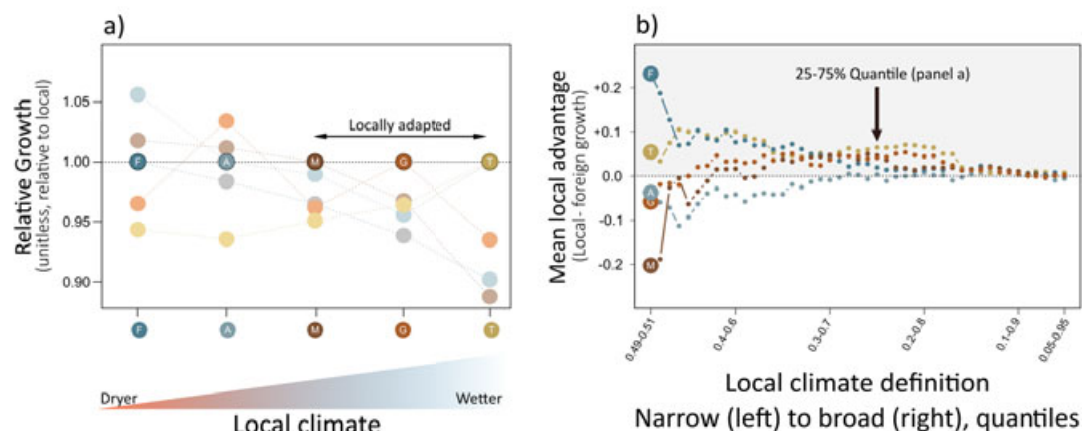 a)
Relative Growth
(unitless, relative to local)
1.05
1.00
0.95
0.90
Locally adapted
F A M G T
F A M G T
Dryer
Wetter
Local climate
b)
Mean local advantage
(Local - foreign growth)
+0.2
+0.1
0.0
-0.1
-0.2
25-75% Quantile (panel a)
F
T
A
G
M
0.49-0.51
0.4-0.6
0.3-0.7
0.2-0.8
0.1-0.9
0.05-0.95
Local climate definition
Narrow (left) to broad (right), quantiles